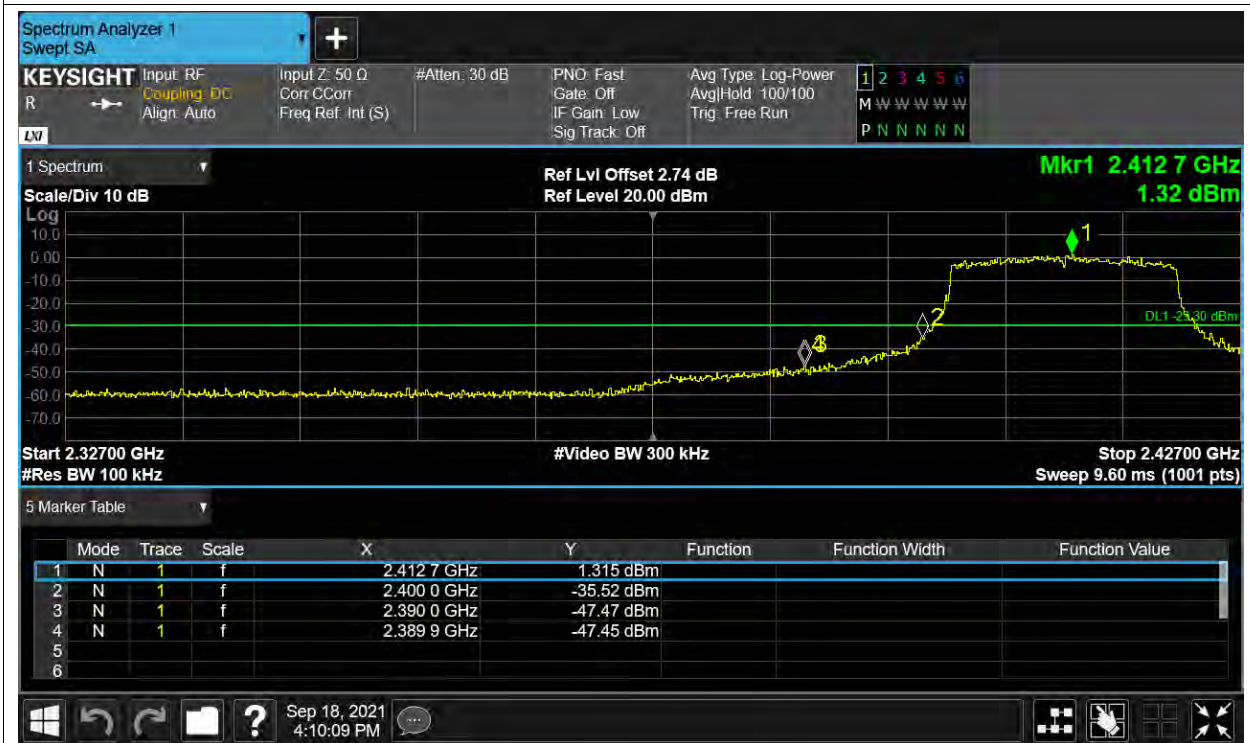 Spectrum Analyzer 1
Swept SA
+
KEYSIGHT Input: RF Input Z: 50 Ω #Atten: 30 dB PNO: Fast Avg Type: Log-Power 1 2 3 4 5 6
R Coupling: DC Corr CCorr Gate: Off Avg|Hold: 100/100 M W W W W W
Align: Auto Freq Ref: Int (S) IF Gain: Low Trig: Free Run
LXI Sig Track: Off P N N N N N
1 Spectrum Ref Lvl Offset 2.74 dB Mkr1 2.412 7 GHz
Scale/Div 10 dB Ref Level 20.00 dBm 1.32 dBm
Log
10.0 1
0.00
-10.0
-20.0
-30.0 2 DL1 -29.30 dBm
-40.0
-50.0
-60.0
-70.0
Start 2.32700 GHz #Video BW 300 kHz Stop 2.42700 GHz
#Res BW 100 kHz Sweep 9.60 ms (1001 pts)
5 Marker Table
Mode Trace Scale X Y Function Function Width Function Value
1 N 1 f 2.412 7 GHz 1.315 dBm
2 N 1 f 2.400 0 GHz -35.52 dBm
3 N 1 f 2.390 0 GHz -47.47 dBm
4 N 1 f 2.389 9 GHz -47.45 dBm
5
6
? Sep 18, 2021
4:10:09 PM